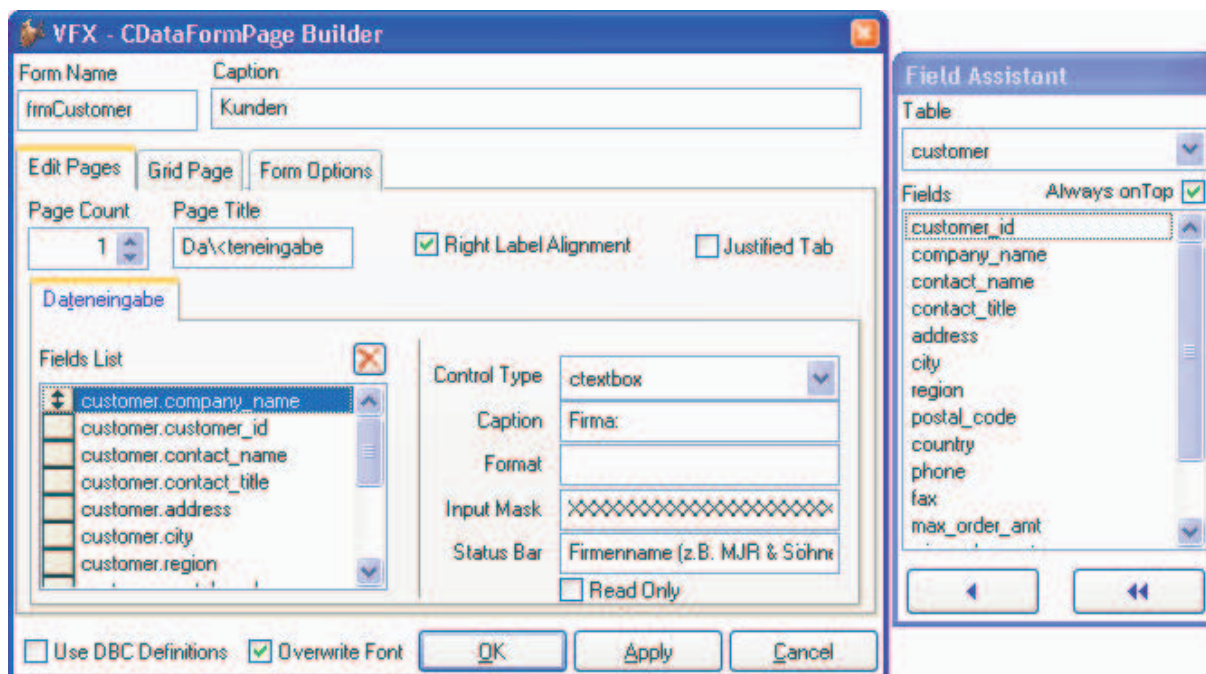 VFX - CDataFormPage Builder
Form Name
Caption
frmCustomer
Kunden
Edit Pages
Grid Page
Form Options
Page Count
Page Title
1
Da\<teneingabe
Right Label Alignment
Justified Tab
Dateneingabe
Fields List
customer.company_name
customer.customer_id
customer.contact_name
customer.contact_title
customer.address
customer.city
customer.region
Control Type
ctextbox
Caption
Firma:
Format
Input Mask
XXXXXXXXXXXXXXXXXXXX
Status Bar
Firmenname (z.B. MJR & Söhne
Read Only
Use DBC Definitions
Overwrite Font
OK
Apply
Cancel
Field Assistant
Table
customer
Fields
Always onTop
customer_id
company_name
contact_name
contact_title
address
city
region
postal_code
country
phone
fax
max_order_amt